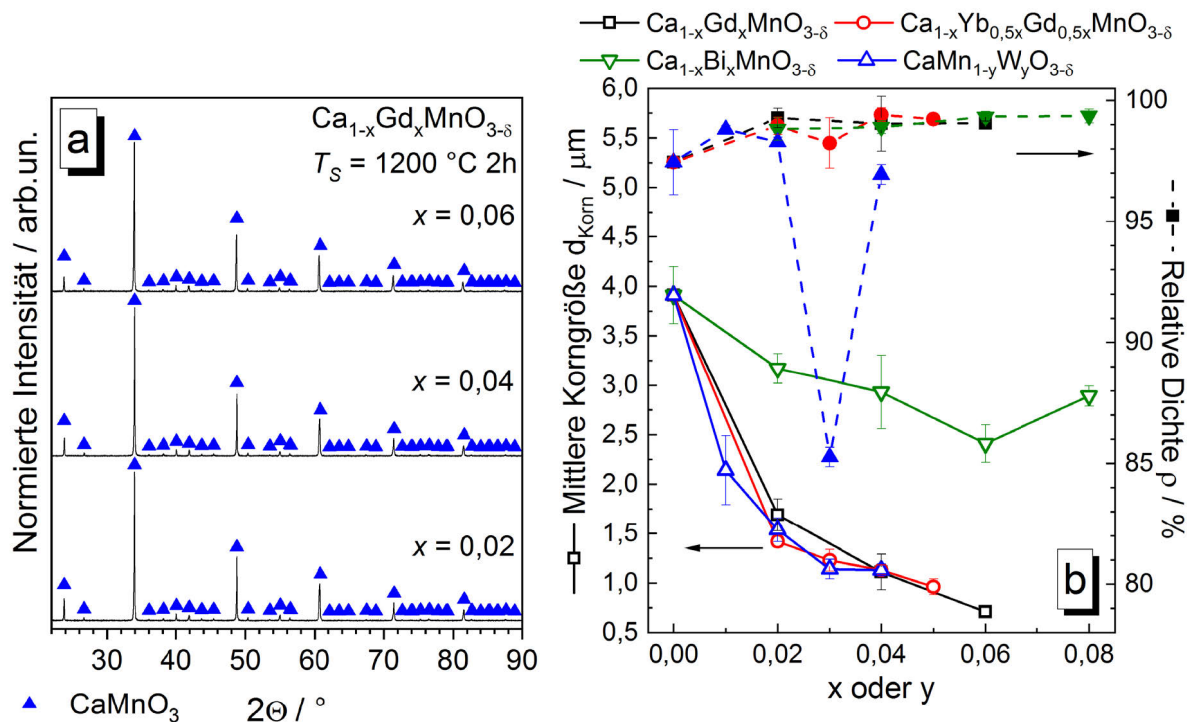 Ca1-xGdxMnO3-δ
Ca1-xYb0,5xGd0,5xMnO3-δ
Ca1-xBixMnO3-δ
CaMn1-yWyO3-δ
a
Ca1-xGdxMnO3-δ
TS = 1200 °C 2h
x = 0,06
x = 0,04
x = 0,02
Normierte Intensität / arb.un.
30 40 50 60 70 80 90
CaMnO3
2Θ / °
Mittlere Korngröße dKorn / μm
6,0
5,5
5,0
4,5
4,0
3,5
3,0
2,5
2,0
1,5
1,0
0,5
0,00 0,02 0,04 0,06 0,08
x oder y
b
100
95
90
85
80
Relative Dichte ρ / %